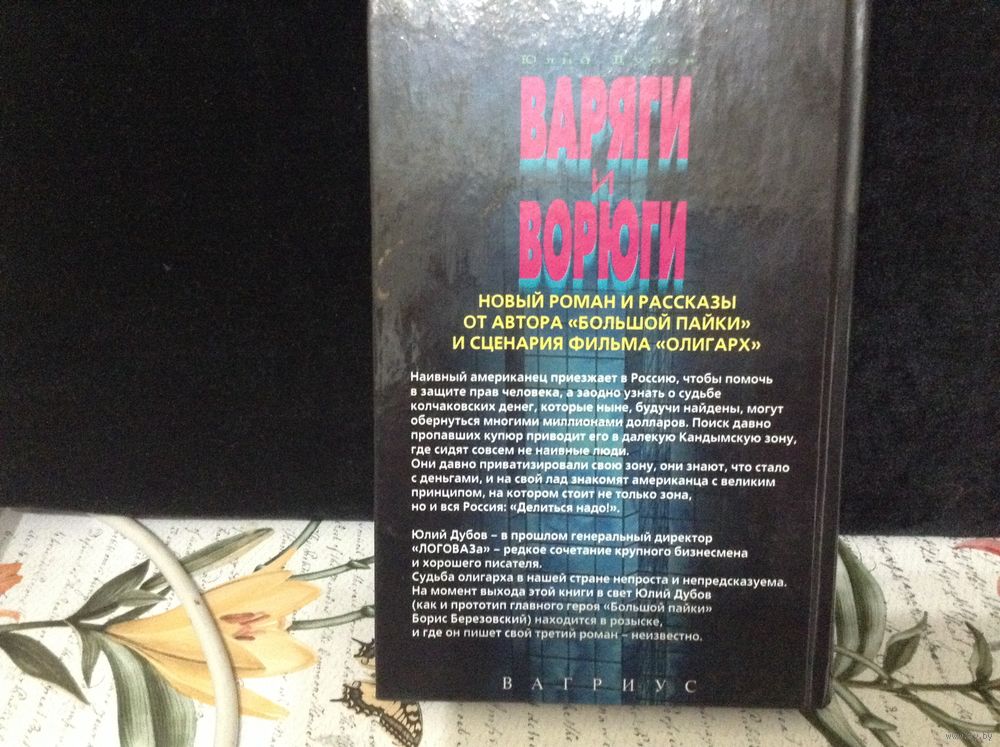 Юлий Дубов
ВАРЯГИ
И
ВОРЮГИ
НОВЫЙ РОМАН И РАССКАЗЫ
ОТ АВТОРА «БОЛЬШОЙ ПАЙКИ»
И СЦЕНАРИЯ ФИЛЬМА «ОЛИГАРХ»
Наивный американец приезжает в Россию, чтобы помочь
в защите прав человека, а заодно узнать о судьбе
колчаковских денег, которые ныне, будучи найдены, могут
обернуться многими миллионами долларов. Поиск давно
пропавших купюр приводит его в далекую Кандымскую зону,
где сидят совсем не наивные люди.
Они давно приватизировали свою зону, они знают, что стало
с деньгами, и на свой лад знакомят американца с великим
принципом, на котором стоит не только зона,
но и вся Россия: «Делиться надо!».
Юлий Дубов – в прошлом генеральный директор
«ЛОГОВАЗа» – редкое сочетание крупного бизнесмена
и хорошего писателя.
Судьба олигарха в нашей стране непроста и непредсказуема.
На момент выхода этой книги в свет Юлий Дубов
(как и прототип главного героя «Большой пайки»
Борис Березовский) находится в розыске,
и где он пишет свой третий роман – неизвестно.
ВАГРИУС